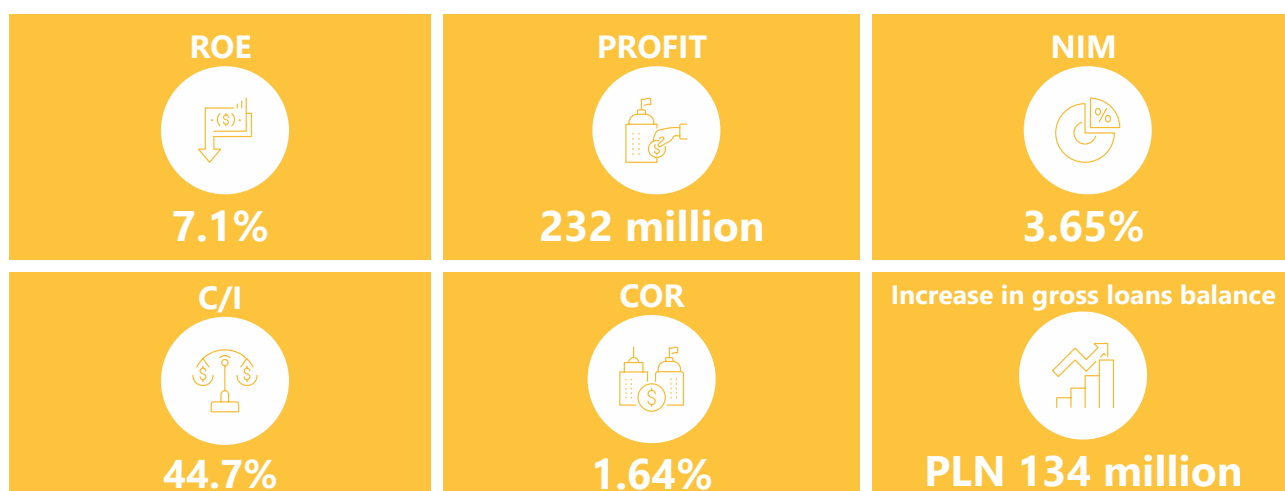 ROE
($)
7.1%
PROFIT
$
232 million
NIM
%
3.65%
C/I
$ $
44.7%
COR
$
1.64%
Increase in gross loans balance
PLN 134 million